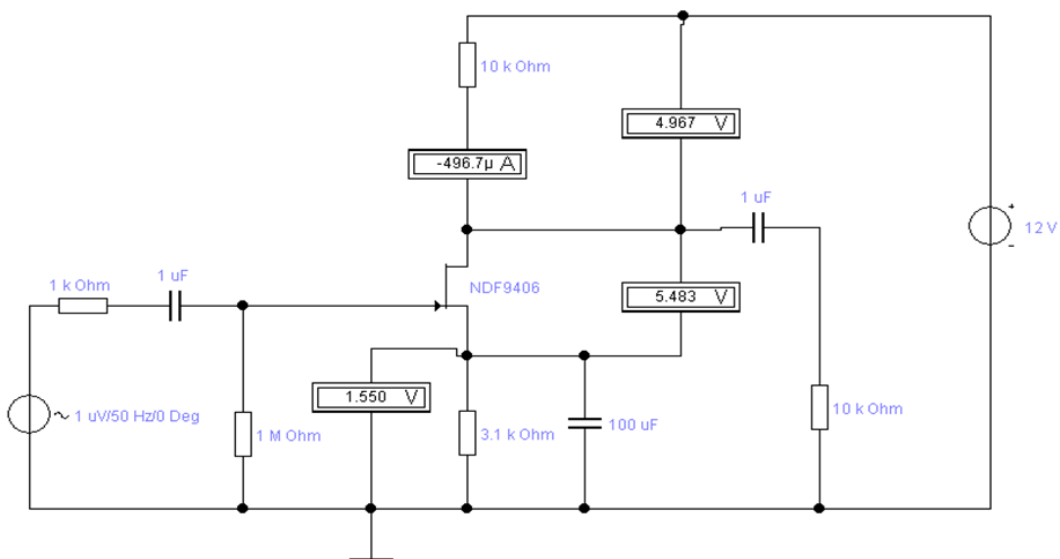 10 k Ohm
4.967 V
-496.7μ A
1 uF
+
12 V
-
1 k Ohm
1 uF
NDF9406
5.483 V
1.550 V
~ 1 uV/50 Hz/0 Deg
1 M Ohm
3.1 k Ohm
100 uF
10 k Ohm